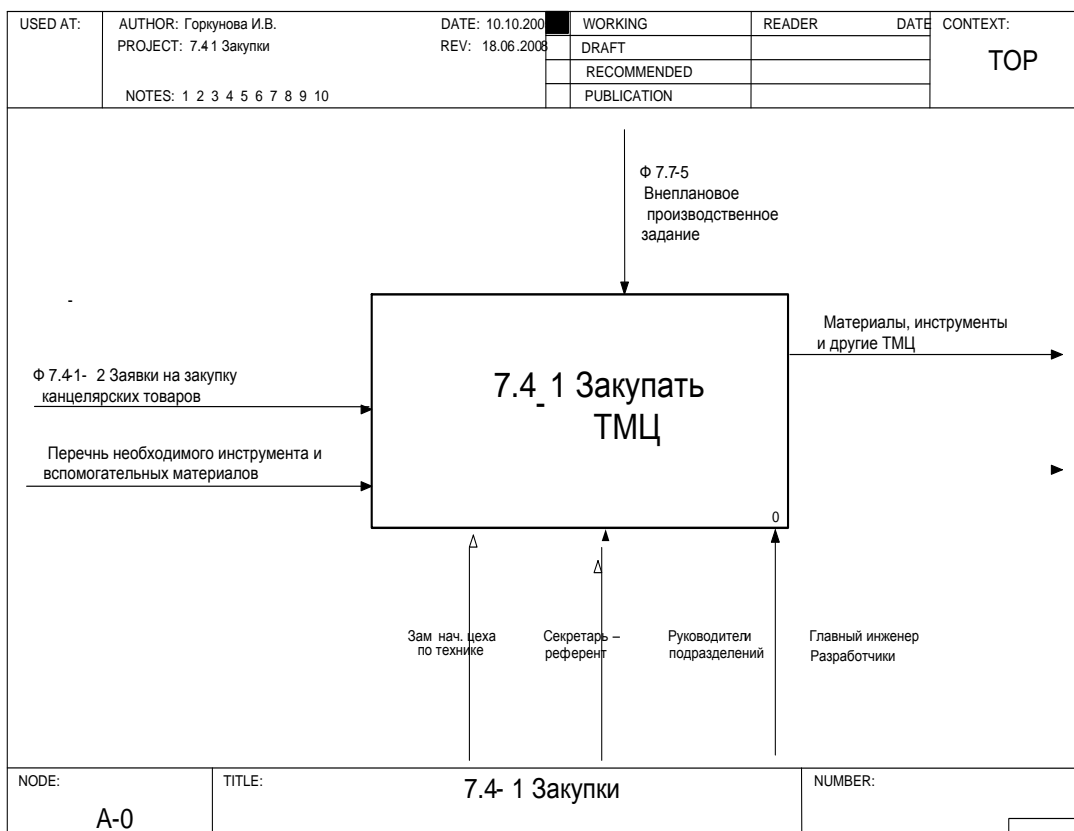 USED AT:
AUTHOR: Горкунова И.В.
DATE: 10.10.200
WORKING
READER
DATE
CONTEXT:
PROJECT: 7.41 Закупки
REV: 18.06.2008
DRAFT
TOP
RECOMMENDED
NOTES: 1 2 3 4 5 6 7 8 9 10
PUBLICATION
Ф 7.7-5
Внеплановое
производственное
задание
-
Материалы, инструменты
и другие ТМЦ
Ф 7.4-1- 2 Заявки на закупку
канцелярских товаров
7.4_1 Закупать
ТМЦ
Перечнь необходимого инструмента и
вспомогательных материалов
0
Зам нач. цеха
по технике
Секретарь –
референт
Руководители
подразделений
Главный инженер
Разработчики
NODE:
TITLE:
7.4- 1 Закупки
NUMBER:
A-0